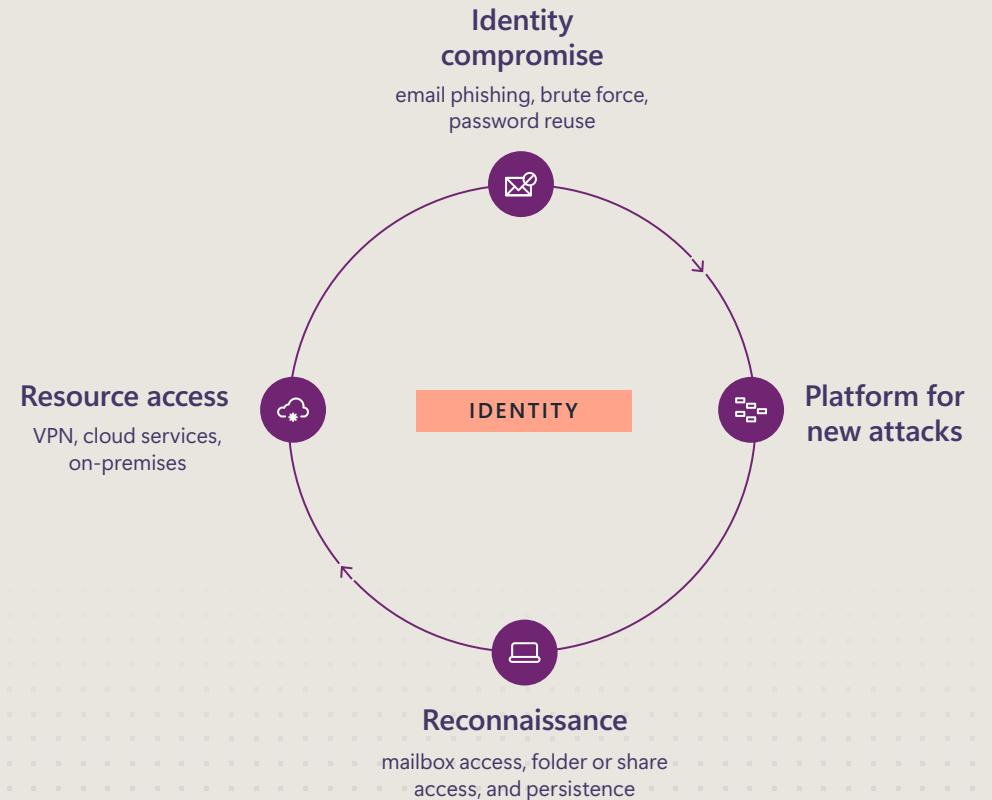 Identity
compromise
email phishing, brute force,
password reuse
Resource access
VPN, cloud services,
on-premises
IDENTITY
Platform for
new attacks
Reconnaissance
mailbox access, folder or share
access, and persistence